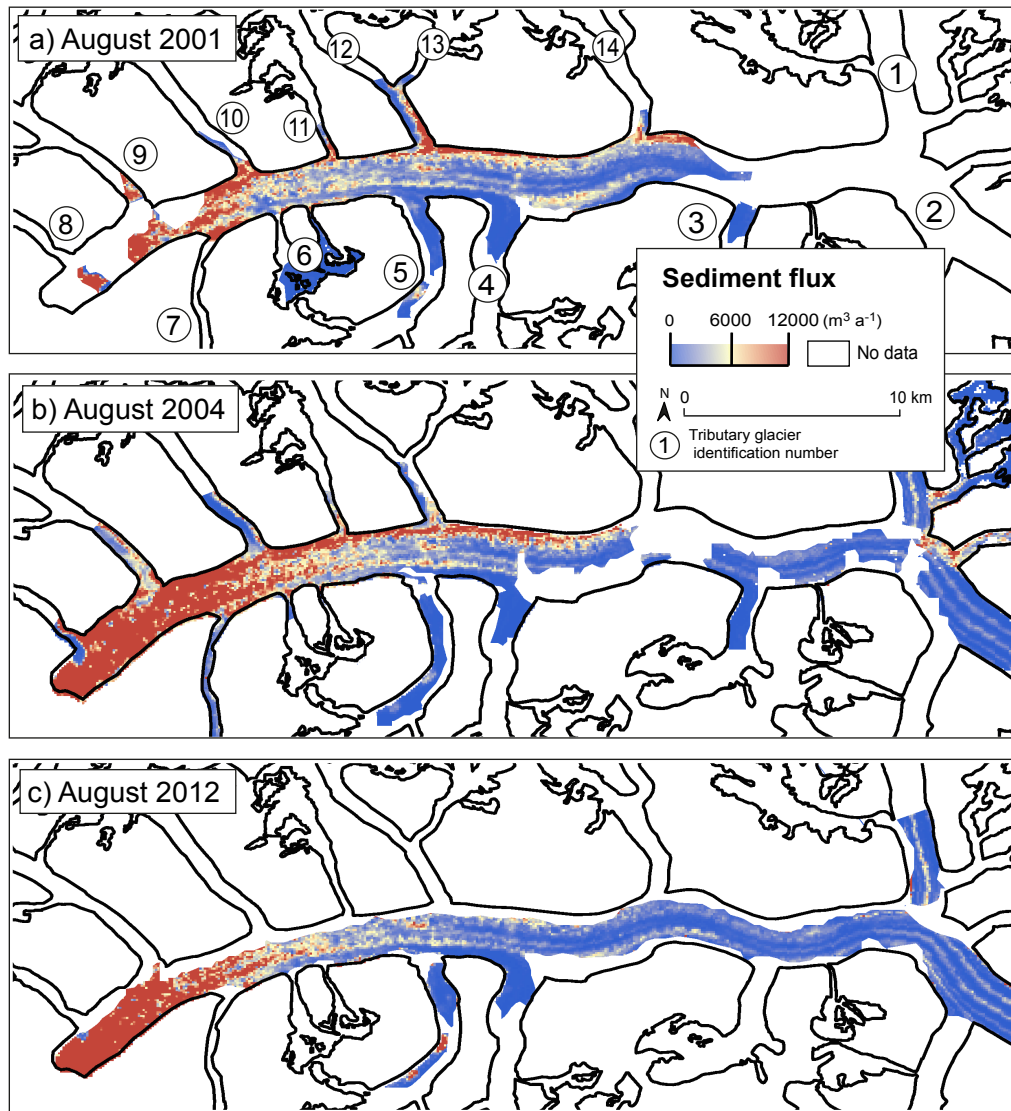 a) August 2001
12
13
14
1
10
11
9
8
2
3
6
5
4
7
Sediment flux
0 6000 12000 (m³ a⁻¹)
No data
N
0 10 km
1 Tributary glacier
identification number
b) August 2004
c) August 2012